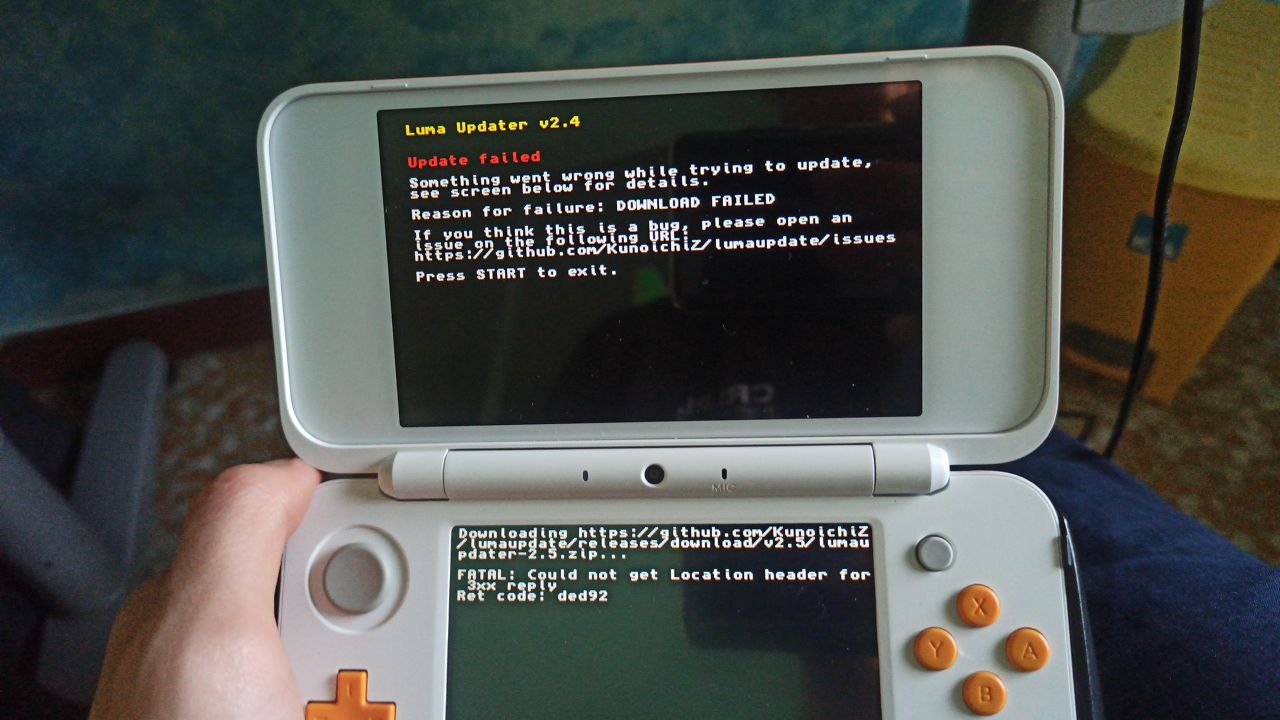 Luma Updater v2.4
Update failed
Something went wrong while trying to update,
see screen below for details.
Reason for failure: DOWNLOAD FAILED
If you think this is a bug, please open an
issue on the following URL:
https://github.com/KunoichiZ/lumaupdate/issues
Press START to exit.
MIC
Downloading https://github.com/KunoichiZ
/lumaupdate/releases/download/v2.5/lumau
pdater-2.5.zip...
FATAL: Could not get Location header for
3xx reply
Ret code: ded92
X
Y
A
B